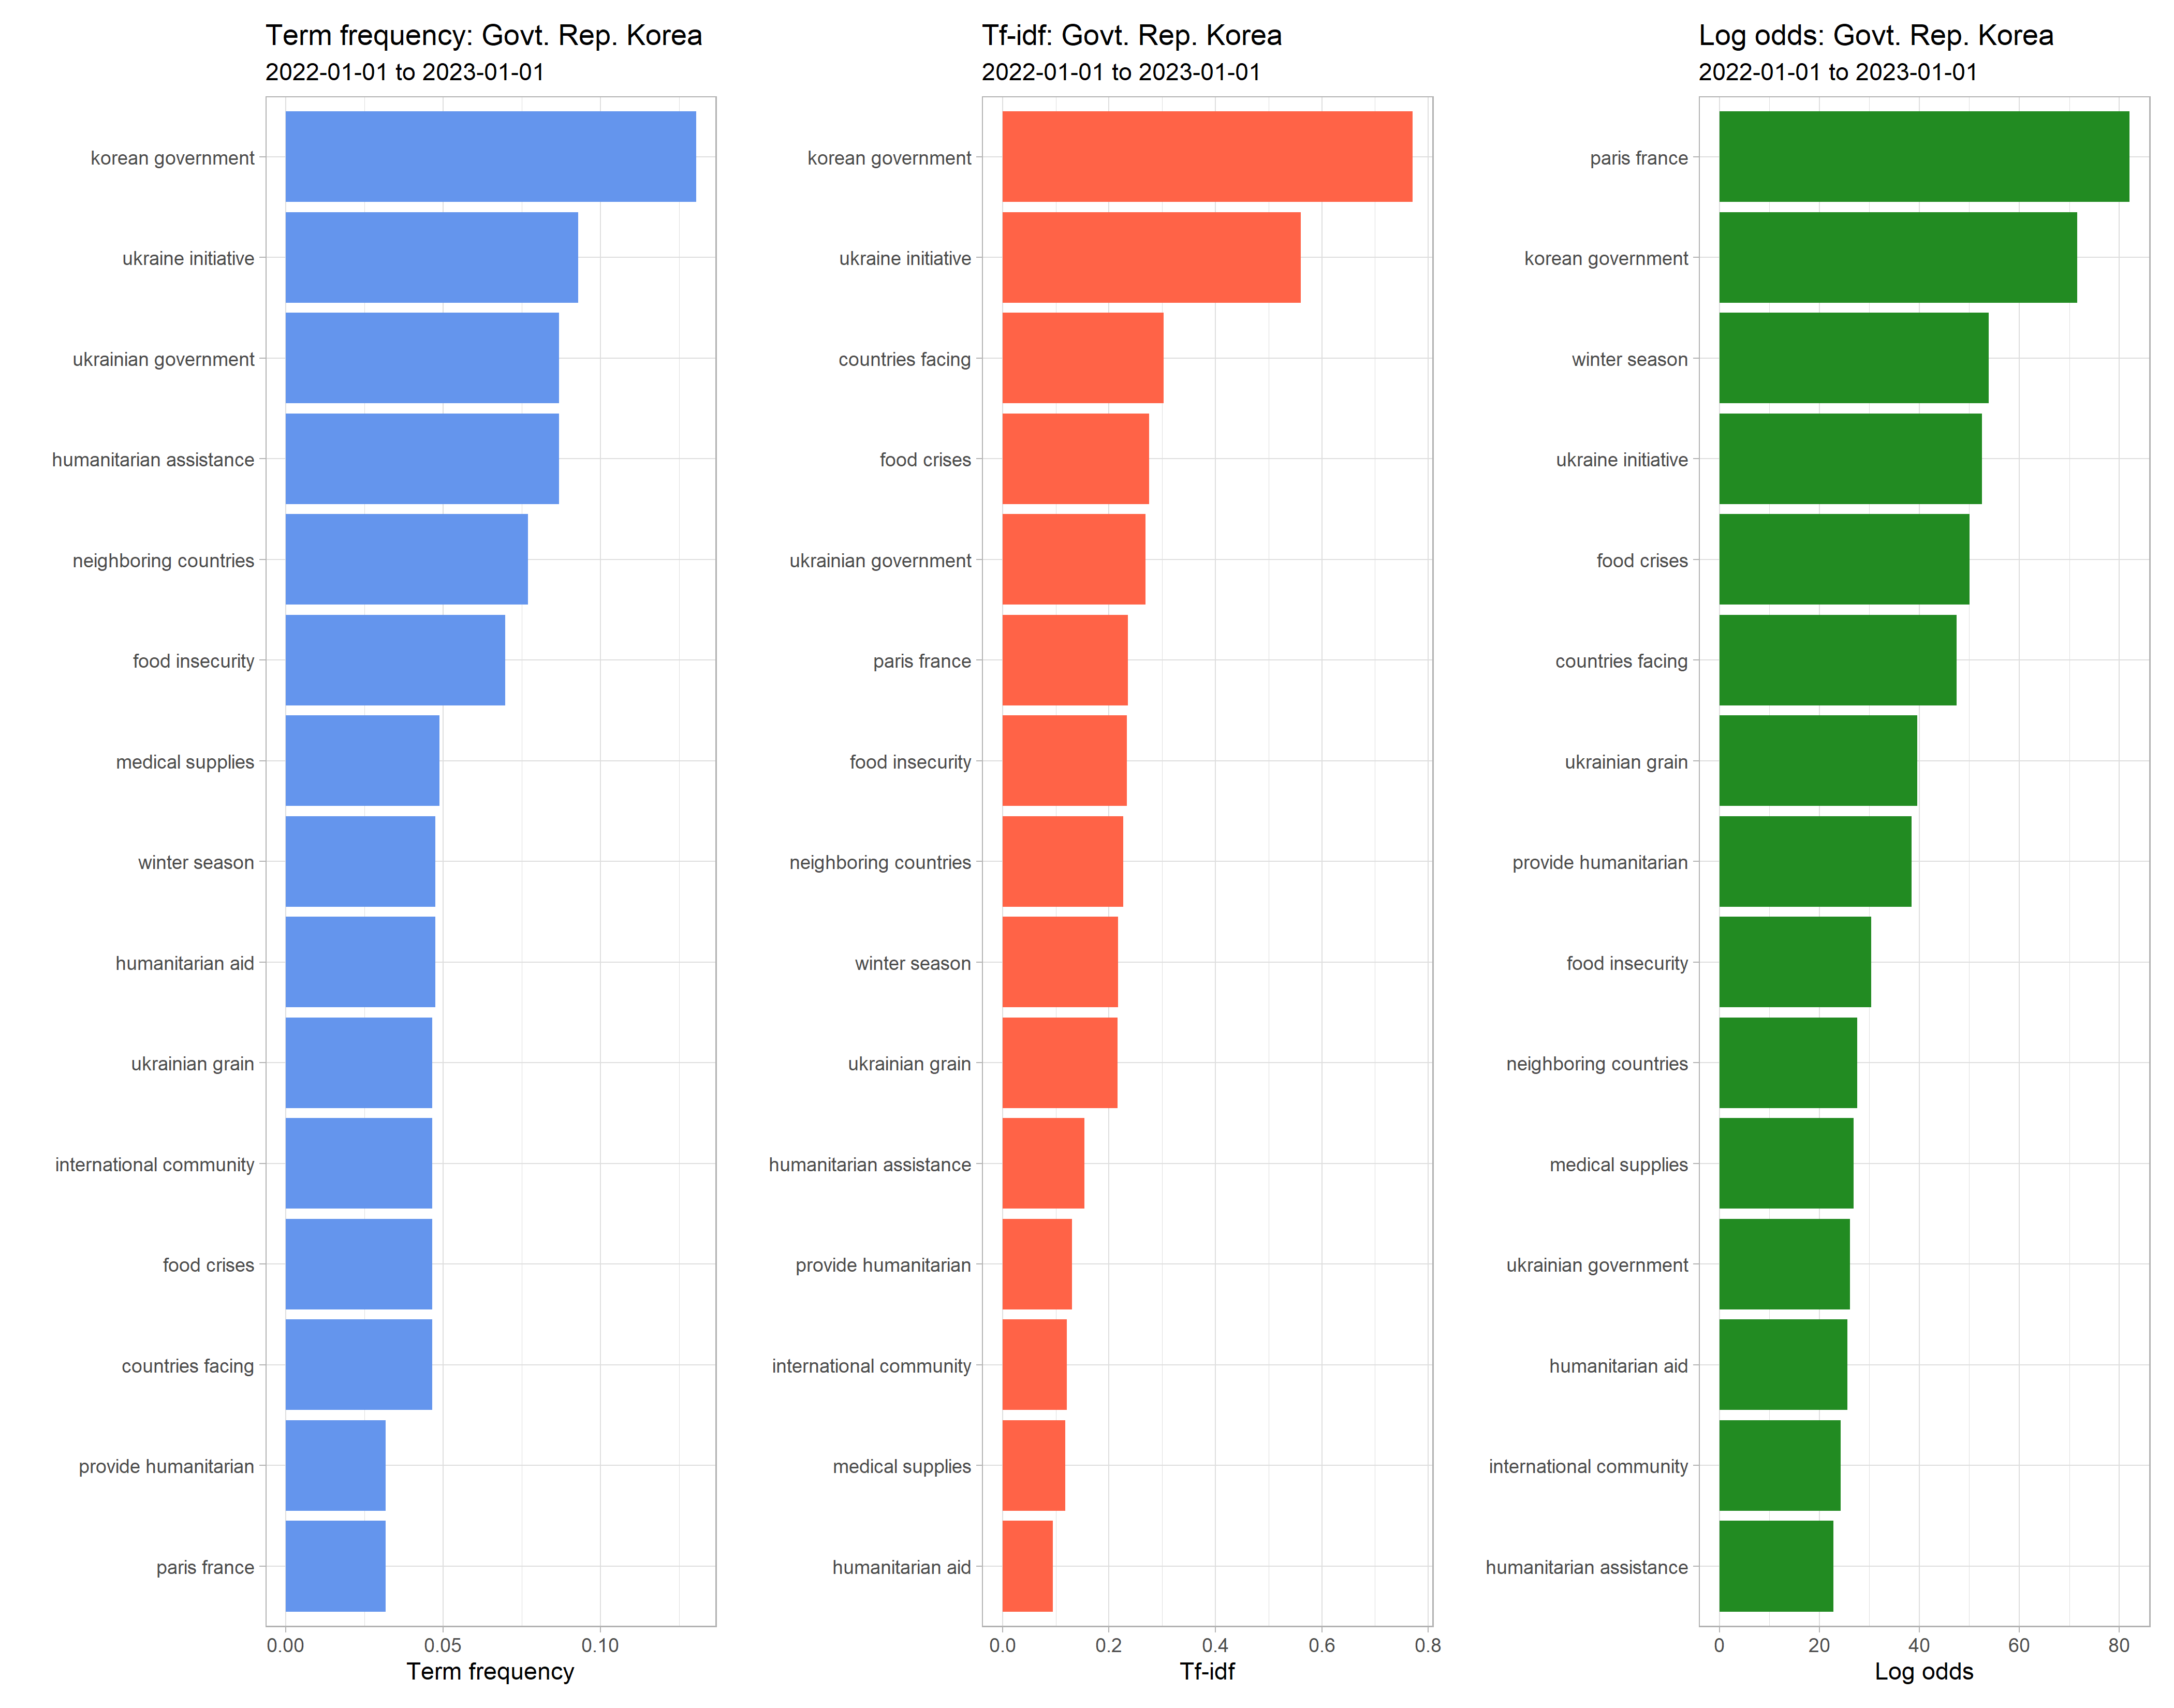 Term frequency: Govt. Rep. Korea
2022-01-01 to 2023-01-01
korean government
ukraine initiative
ukrainian government
humanitarian assistance
neighboring countries
food insecurity
medical supplies
winter season
humanitarian aid
ukrainian grain
international community
food crises
countries facing
provide humanitarian
paris france
0.00 0.05 0.10
Term frequency
Tf-idf: Govt. Rep. Korea
2022-01-01 to 2023-01-01
korean government
ukraine initiative
countries facing
food crises
ukrainian government
paris france
food insecurity
neighboring countries
winter season
ukrainian grain
humanitarian assistance
provide humanitarian
international community
medical supplies
humanitarian aid
0.0 0.2 0.4 0.6 0.8
Tf-idf
Log odds: Govt. Rep. Korea
2022-01-01 to 2023-01-01
paris france
korean government
winter season
ukraine initiative
food crises
countries facing
ukrainian grain
provide humanitarian
food insecurity
neighboring countries
medical supplies
ukrainian government
humanitarian aid
international community
humanitarian assistance
0 20 40 60 80
Log odds